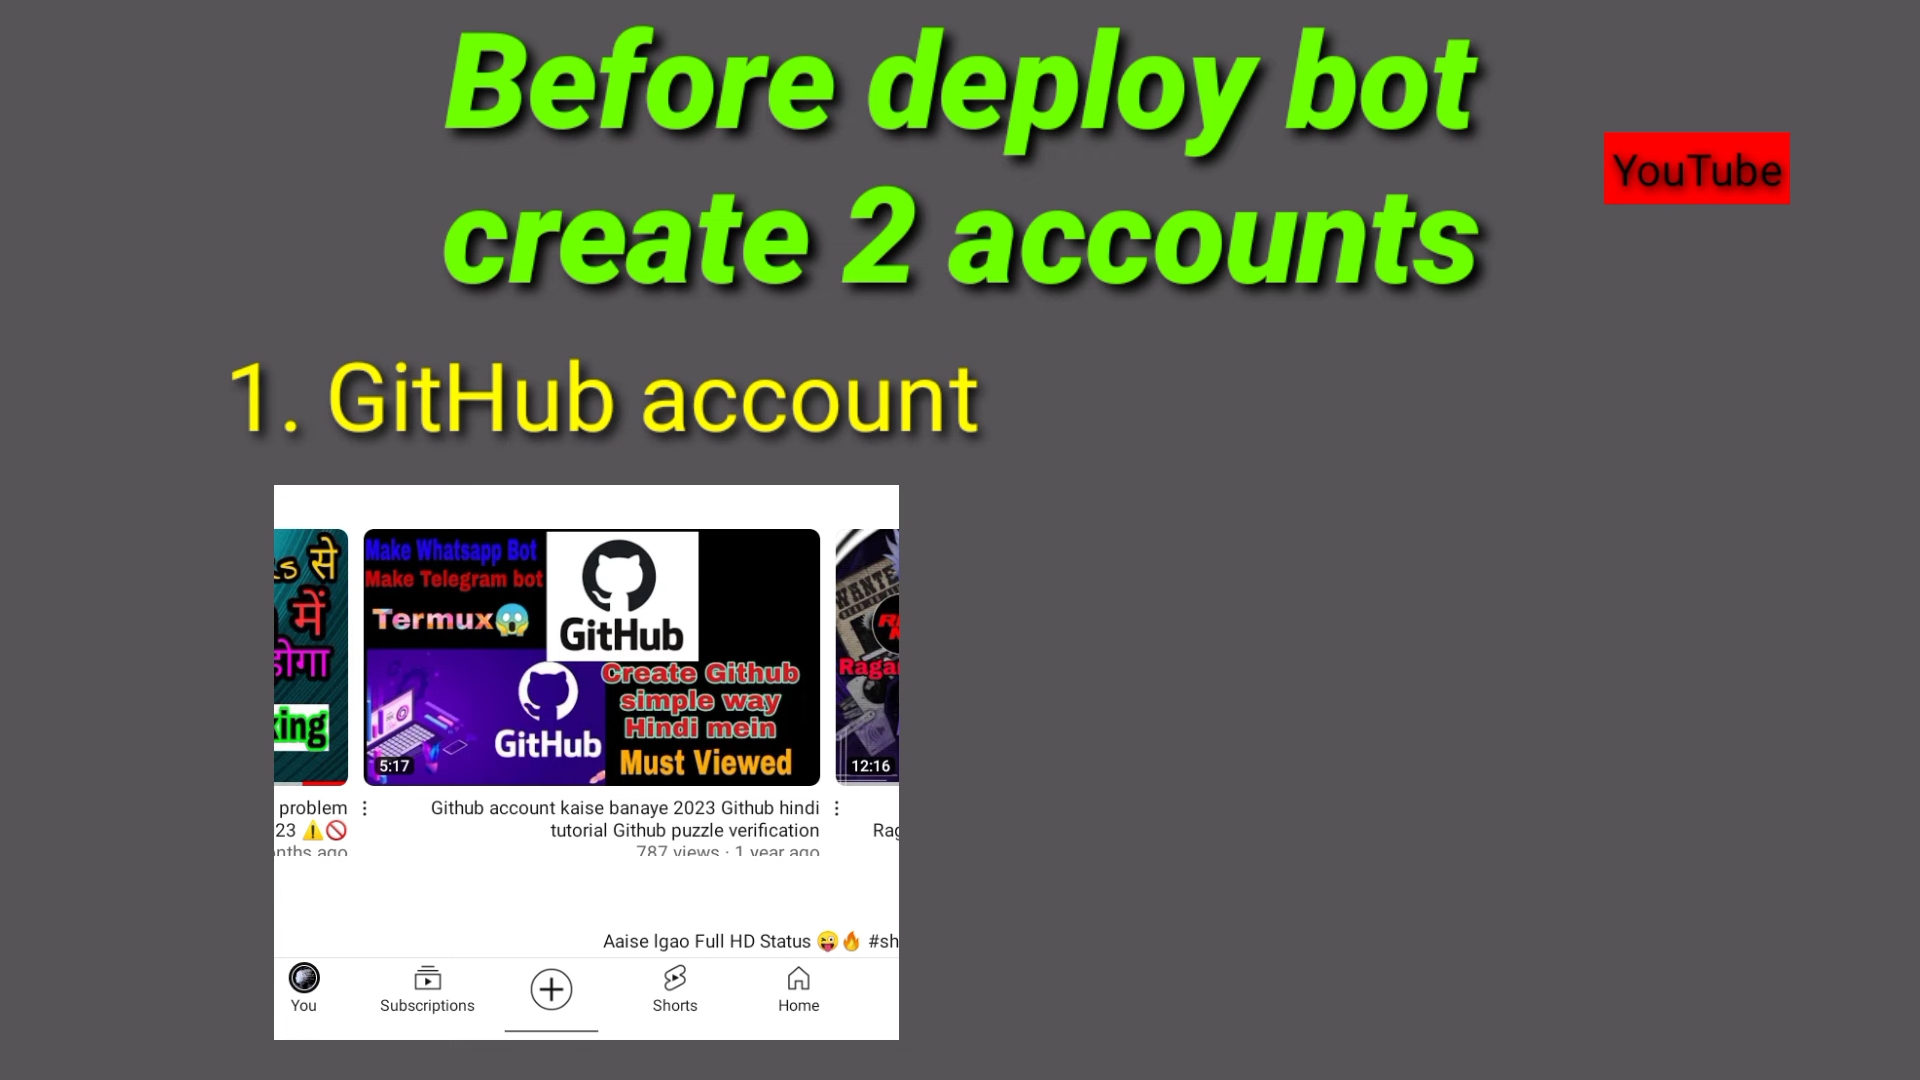 Before deploy bot
create 2 accounts
YouTube
1. GitHub account
से
में
king
Make Whatsapp Bot
Make Telegram bot
Termux😱
GitHub
GitHub
Create Github
simple way
Hindi mein
Must Viewed
5:17
WANTE
12:16
problem
23 ⚠️🚫
Github account kaise banaye 2023 Github hindi
tutorial Github puzzle verification
787 views · 1 year ago
Aaise lgao Full HD Status 😜🔥 #sh
You
Subscriptions
Shorts
Home